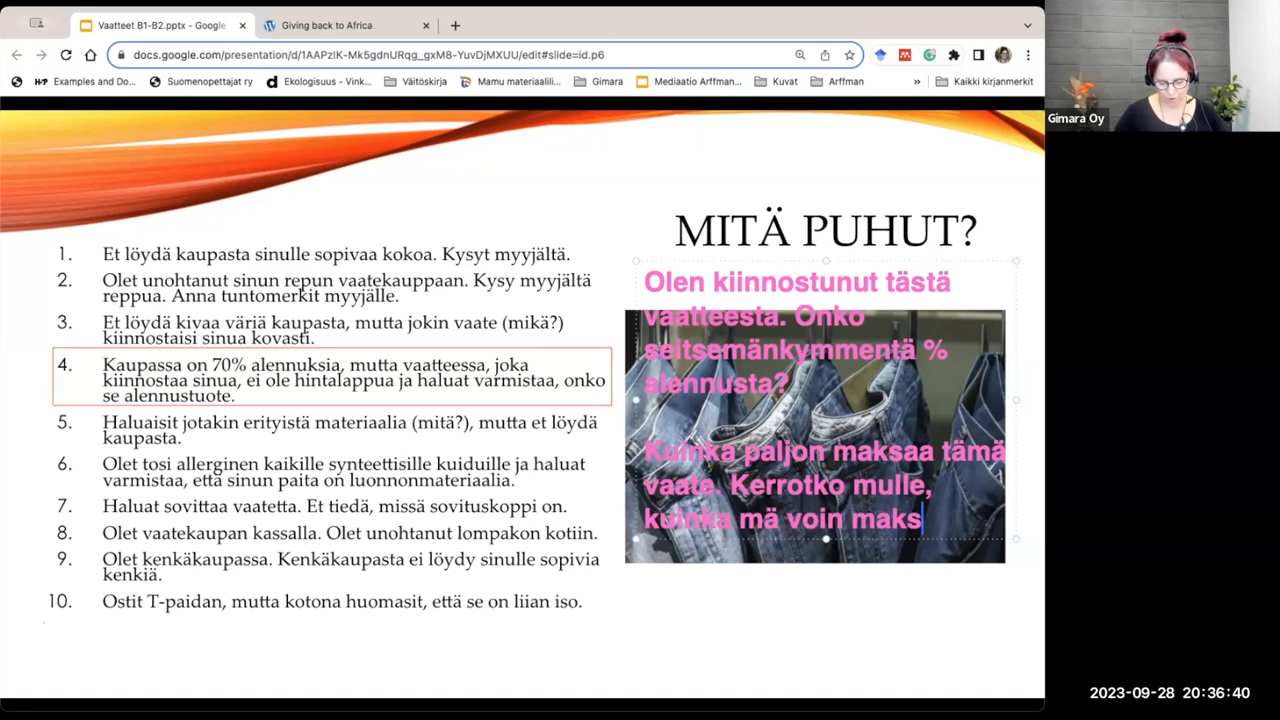 Vaatteet B1-B2.pptx - Google
Giving back to Africa
docs.google.com/presentation/d/1AAPzIK-Mk5gdnURqg_gxM8-YuvDjMXUU/edit#slide=id.p6
Examples and Do...
Suomenopettajat ry
Ekologisuus - Vink...
Väitöskirja
Mamu materiaalili...
Gimara
Mediaatio Arffman...
Kuvat
Arffman
»
Kaikki kirjanmerkit
Gimara Oy
MITÄ PUHUT?
1. Et löydä kaupasta sinulle sopivaa kokoa. Kysyt myyjältä.
2. Olet unohtanut sinun repun vaatekauppaan. Kysy myyjältä
reppua. Anna tuntomerkit myyjälle.
3. Et löydä kivaa väriä kaupasta, mutta jokin vaate (mikä?)
kiinnostaisi sinua kovasti.
4. Kaupassa on 70% alennuksia, mutta vaatteessa, joka
kiinnostaa sinua, ei ole hintalappua ja haluat varmistaa, onko
se alennustuote.
5. Haluaisit jotakin erityistä materiaalia (mitä?), mutta et löydä
kaupasta.
6. Olet tosi allerginen kaikille synteettisille kuiduille ja haluat
varmistaa, että sinun paita on luonnonmateriaalia.
7. Haluat sovittaa vaatetta. Et tiedä, missä sovituskoppi on.
8. Olet vaatekaupan kassalla. Olet unohtanut lompakon kotiin.
9. Olet kenkäkaupassa. Kenkäkaupasta ei löydy sinulle sopivia
kenkiä.
10. Ostit T-paidan, mutta kotona huomasit, että se on liian iso.
Olen kiinnostunut tästä
vaatteesta. Onko
seitsemänkymmentä %
alennusta?
Kuinka paljon maksaa tämä
vaate. Kerrotko mulle,
kuinka mä voin maks
2023-09-28 20:36:40